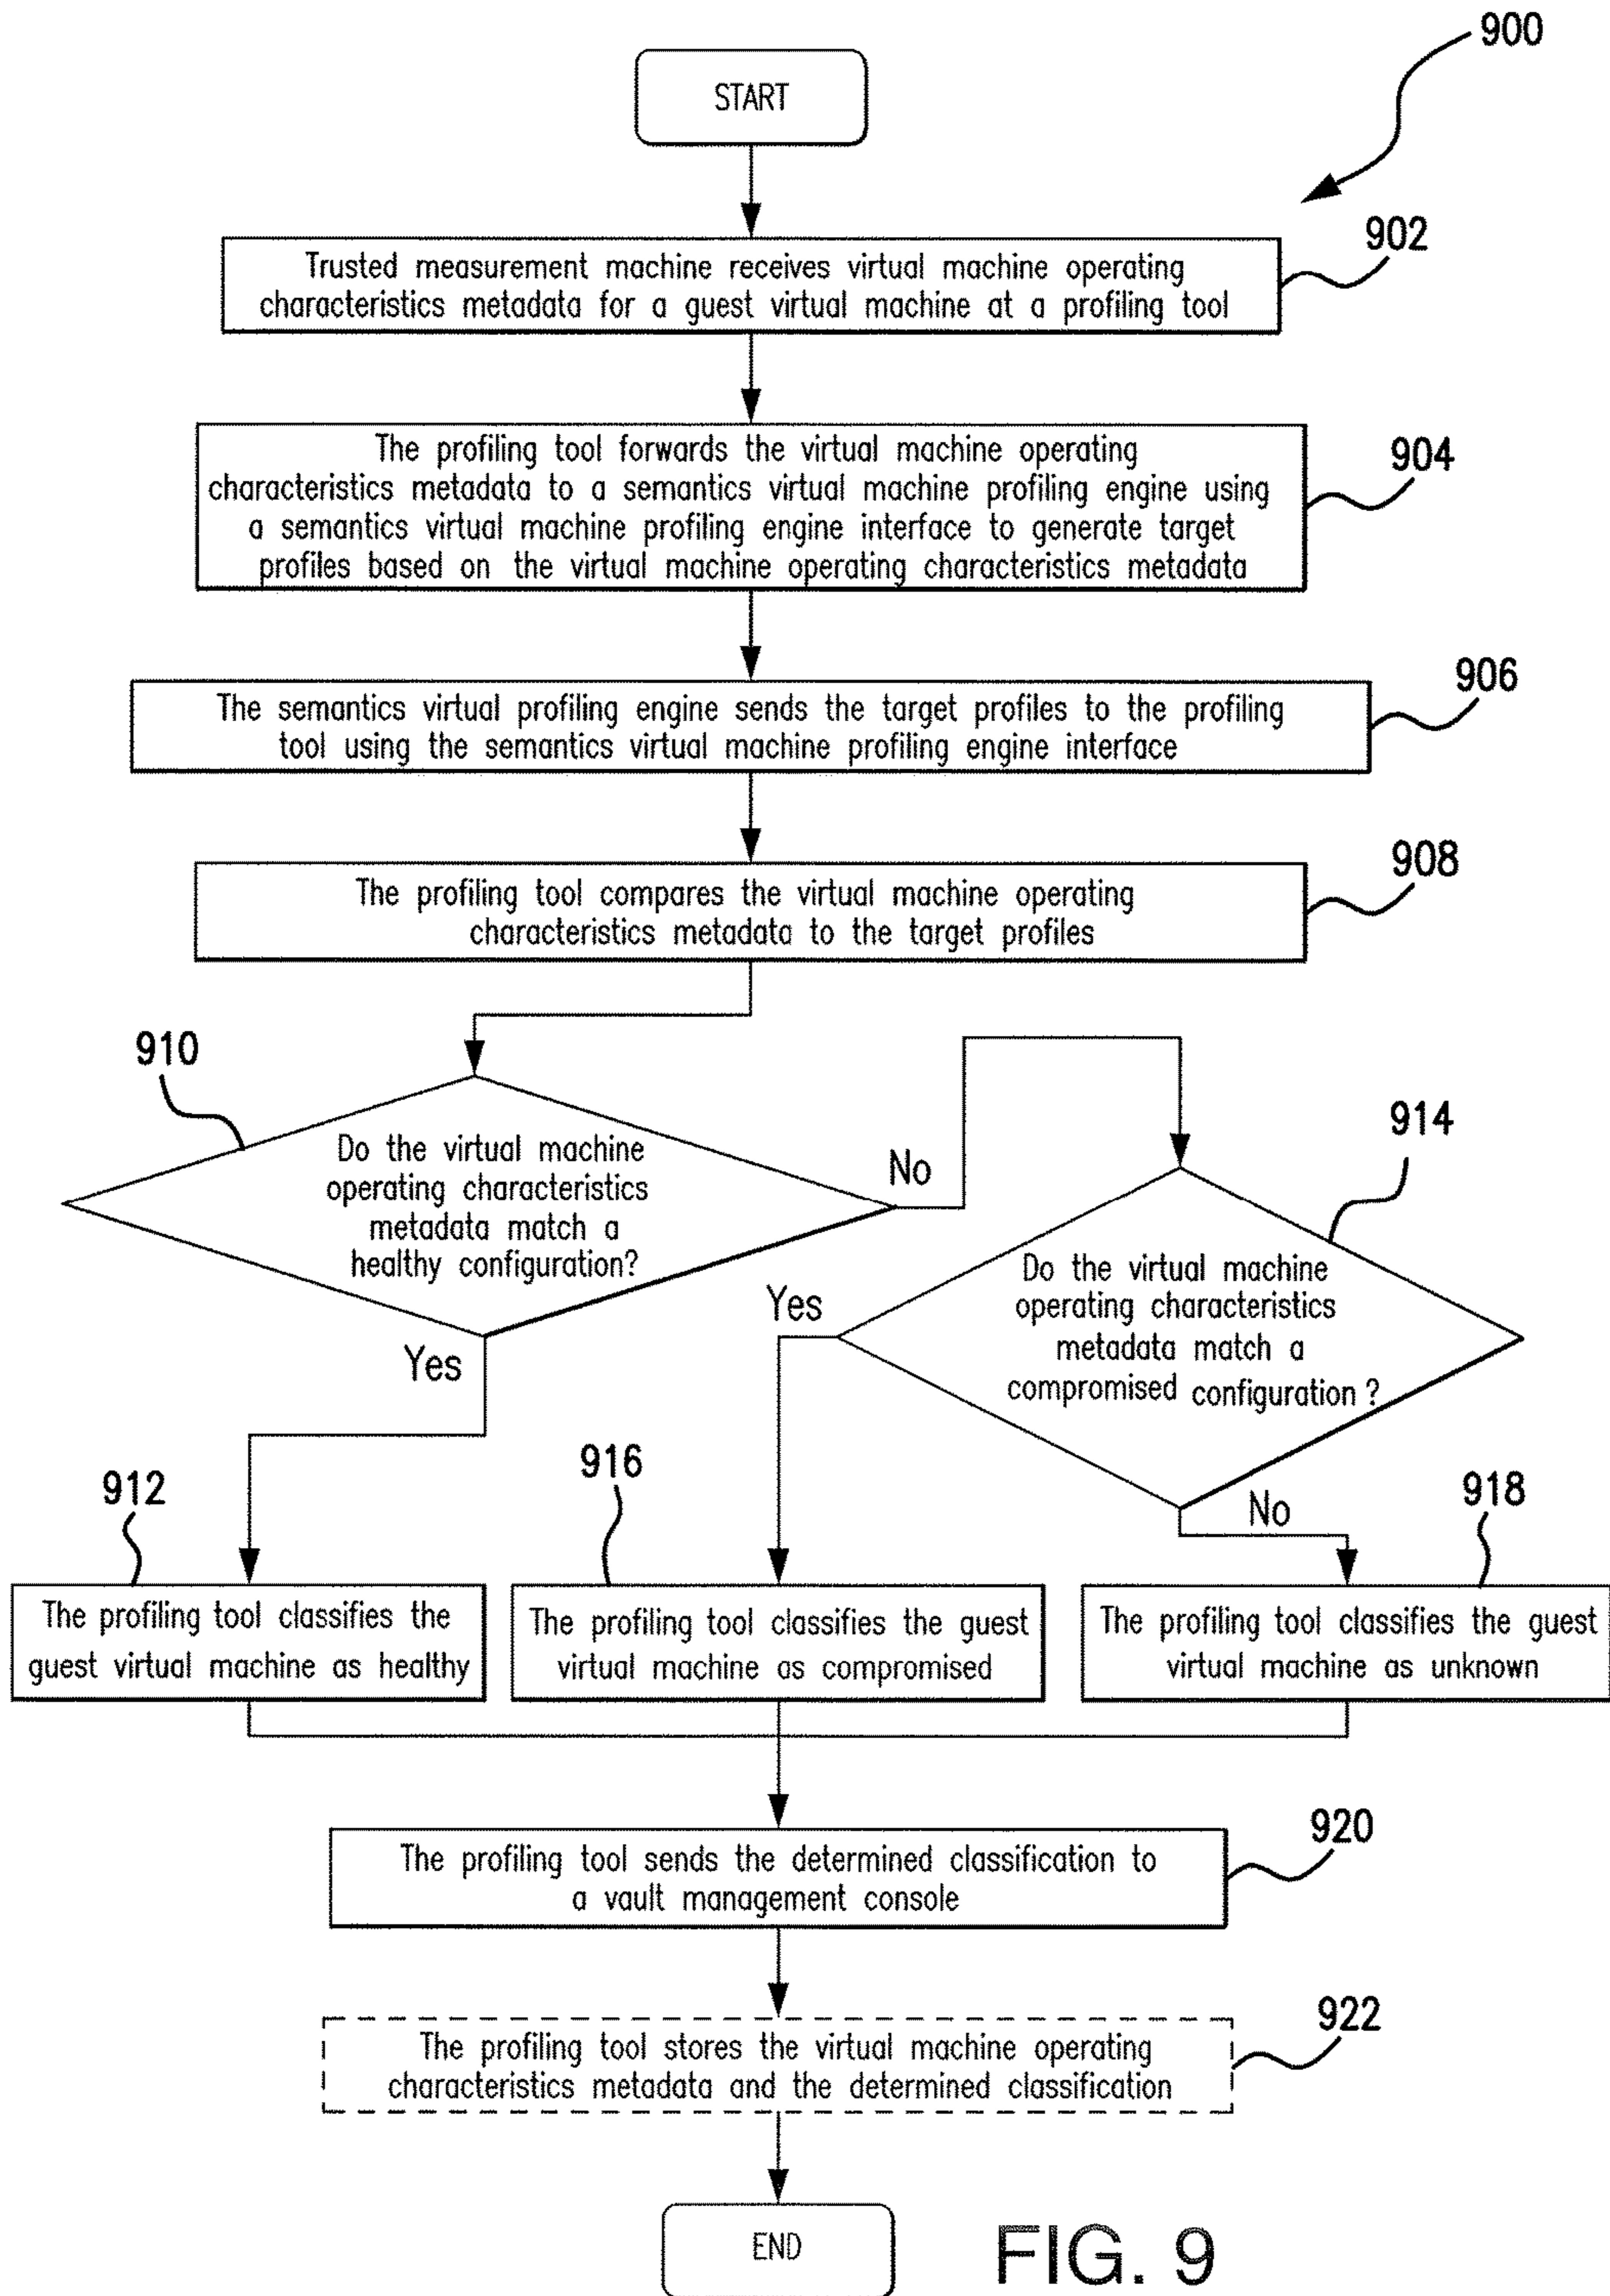 900
START
902
Trusted measurement machine receives virtual machine operating
characteristics metadata for a guest virtual machine at a profiling tool
904
The profiling tool forwards the virtual machine operating
characteristics metadata to a semantics virtual machine profiling engine using
a semantics virtual machine profiling engine interface to generate target
profiles based on the virtual machine operating characteristics metadata
906
The semantics virtual profiling engine sends the target profiles to the profiling
tool using the semantics virtual machine profiling engine interface
908
The profiling tool compares the virtual machine operating
characteristics metadata to the target profiles
910
Do the virtual machine
operating characteristics
metadata match a
healthy configuration?
No
Yes
914
Do the virtual machine
operating characteristics
metadata match a
compromised configuration ?
Yes
No
912
The profiling tool classifies the
guest virtual machine as healthy
916
The profiling tool classifies the guest
virtual machine as compromised
918
The profiling tool classifies the guest
virtual machine as unknown
920
The profiling tool sends the determined classification to
a vault management console
922
The profiling tool stores the virtual machine operating
characteristics metadata and the determined classification
END
FIG. 9